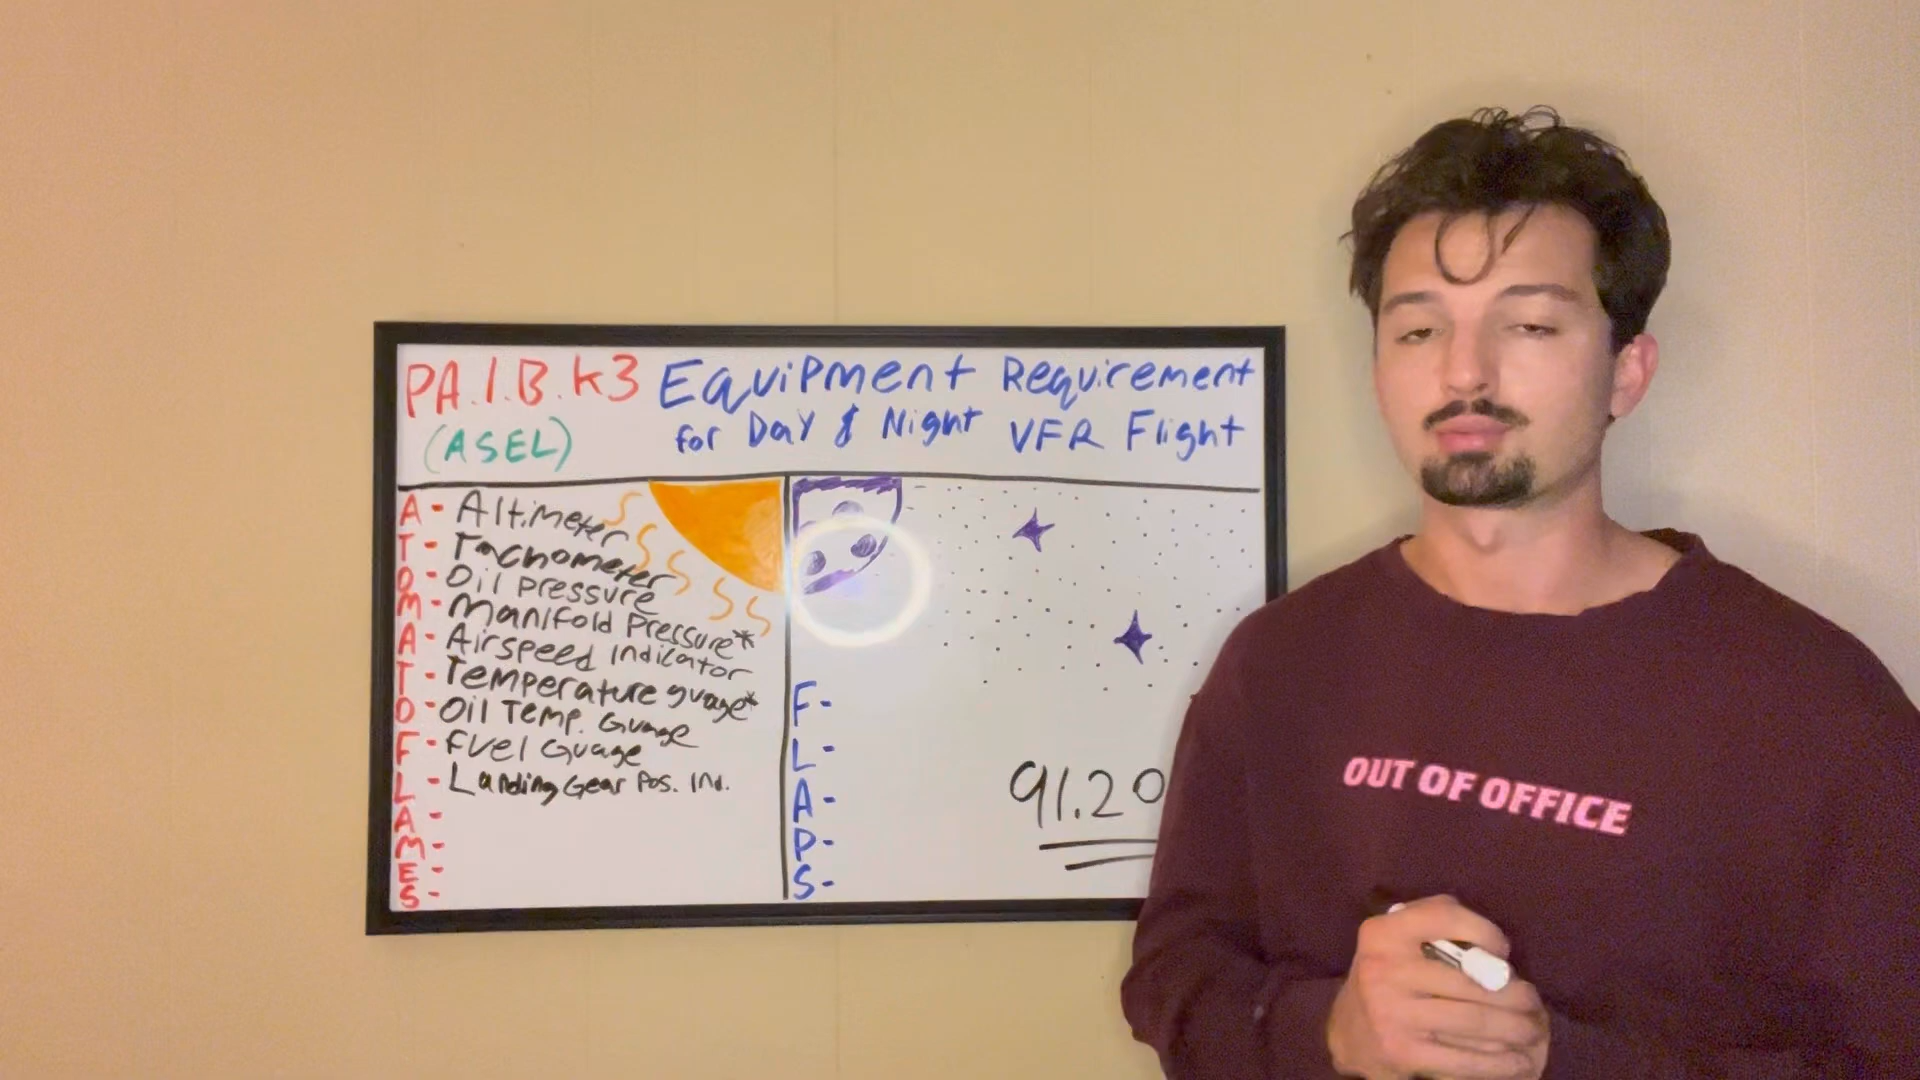 PA.I.B.K3 Equipment Requirement
(ASEL) for Day & Night VFR Flight
A- Altimeter
T- Tachometer
O- Oil pressure
M- Manifold Pressure*
A- Airspeed Indicator
T- Temperature guage*
O- Oil Temp. Guage
F- Fuel Guage
L- Landing Gear Pos. Ind.
A-
M-
E-
S-
F-
L-
A-
P-
S-
91.20
OUT OF OFFICE